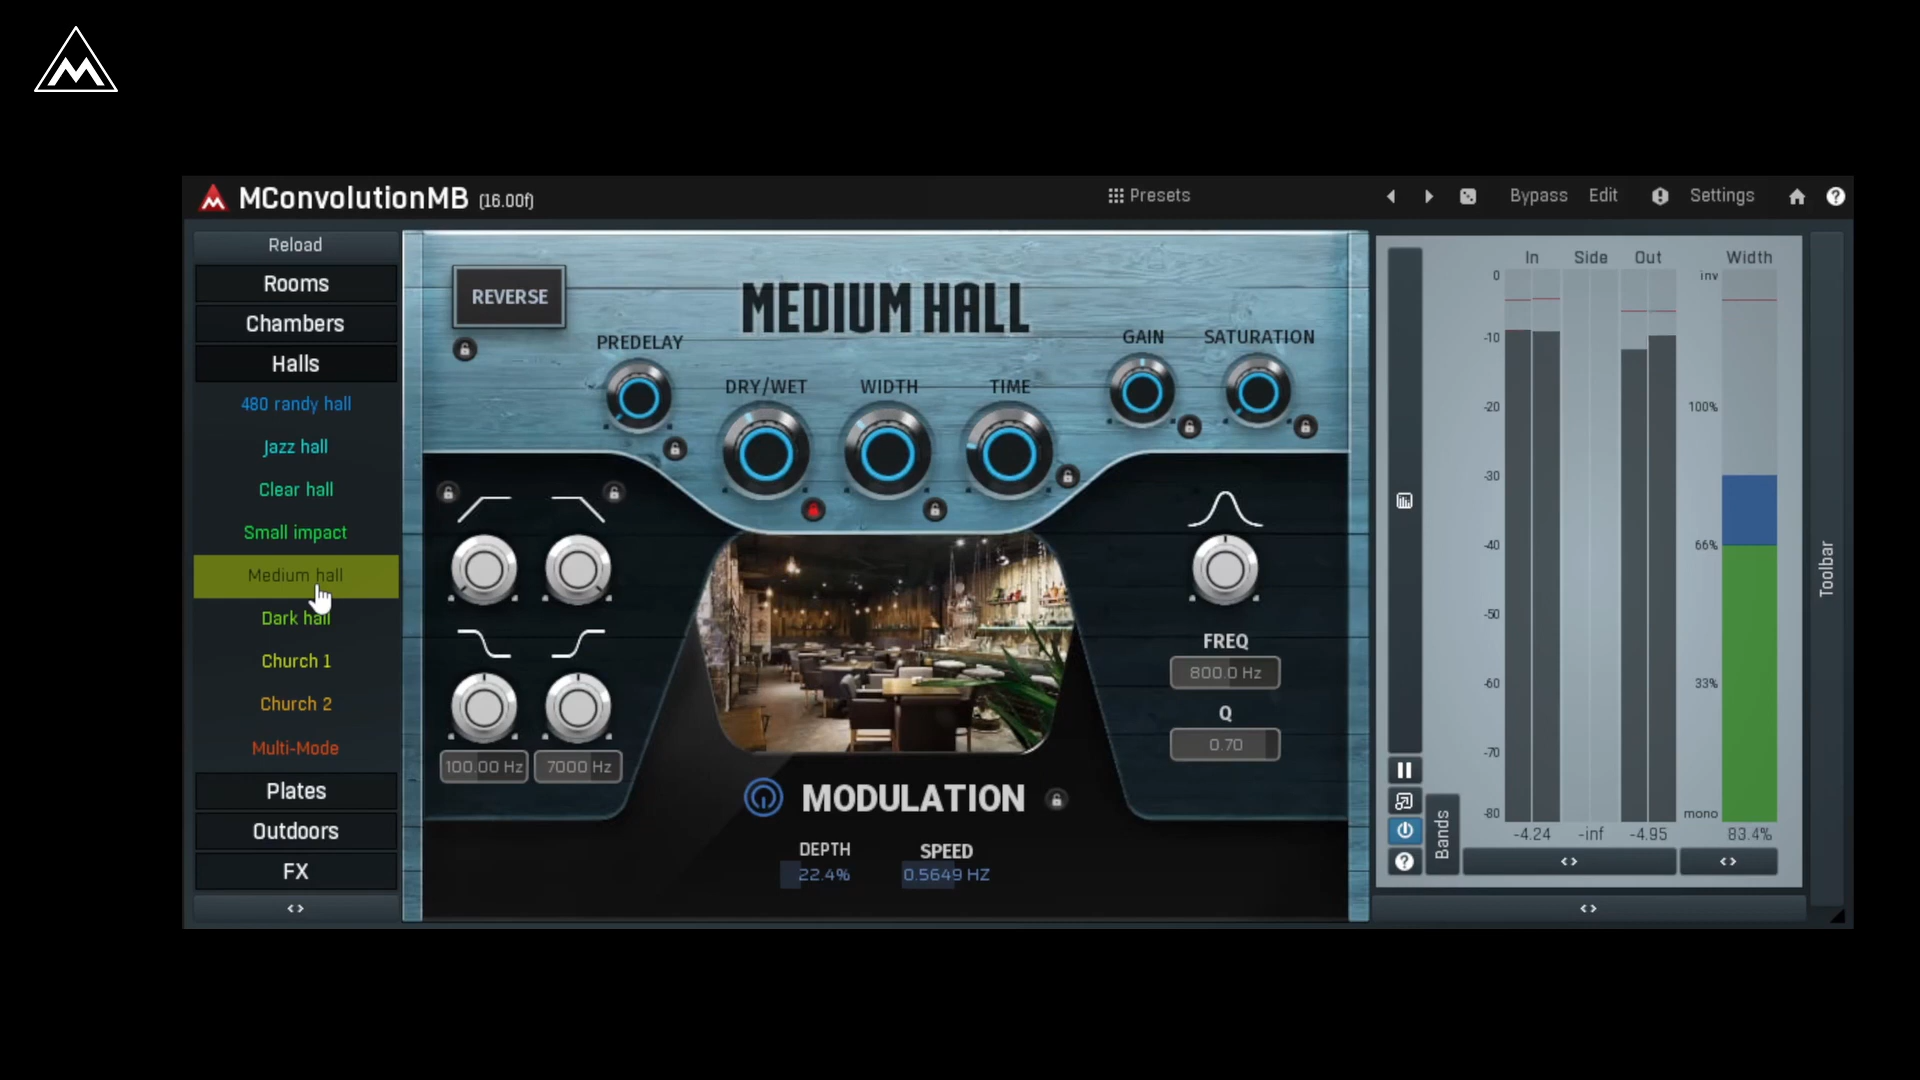 MConvolutionMB (16.00f)
Presets
Bypass
Edit
Settings
Reload
Rooms
Chambers
Halls
480 randy hall
Jazz hall
Clear hall
Small impact
Medium hall
Dark hall
Church 1
Church 2
Multi-Mode
Plates
Outdoors
FX
REVERSE
MEDIUM HALL
PREDELAY
DRY/WET
WIDTH
TIME
GAIN
SATURATION
100.00 Hz
7000 Hz
FREQ
800.0 Hz
Q
0.70
MODULATION
DEPTH
22.4%
SPEED
0.5649 HZ
In
Side
Out
Width
0
-10
-20
-30
-40
-50
-60
-70
-80
inv
100%
66%
33%
mono
-4.24
-inf
-4.95
83.4%
Bands
Toolbar